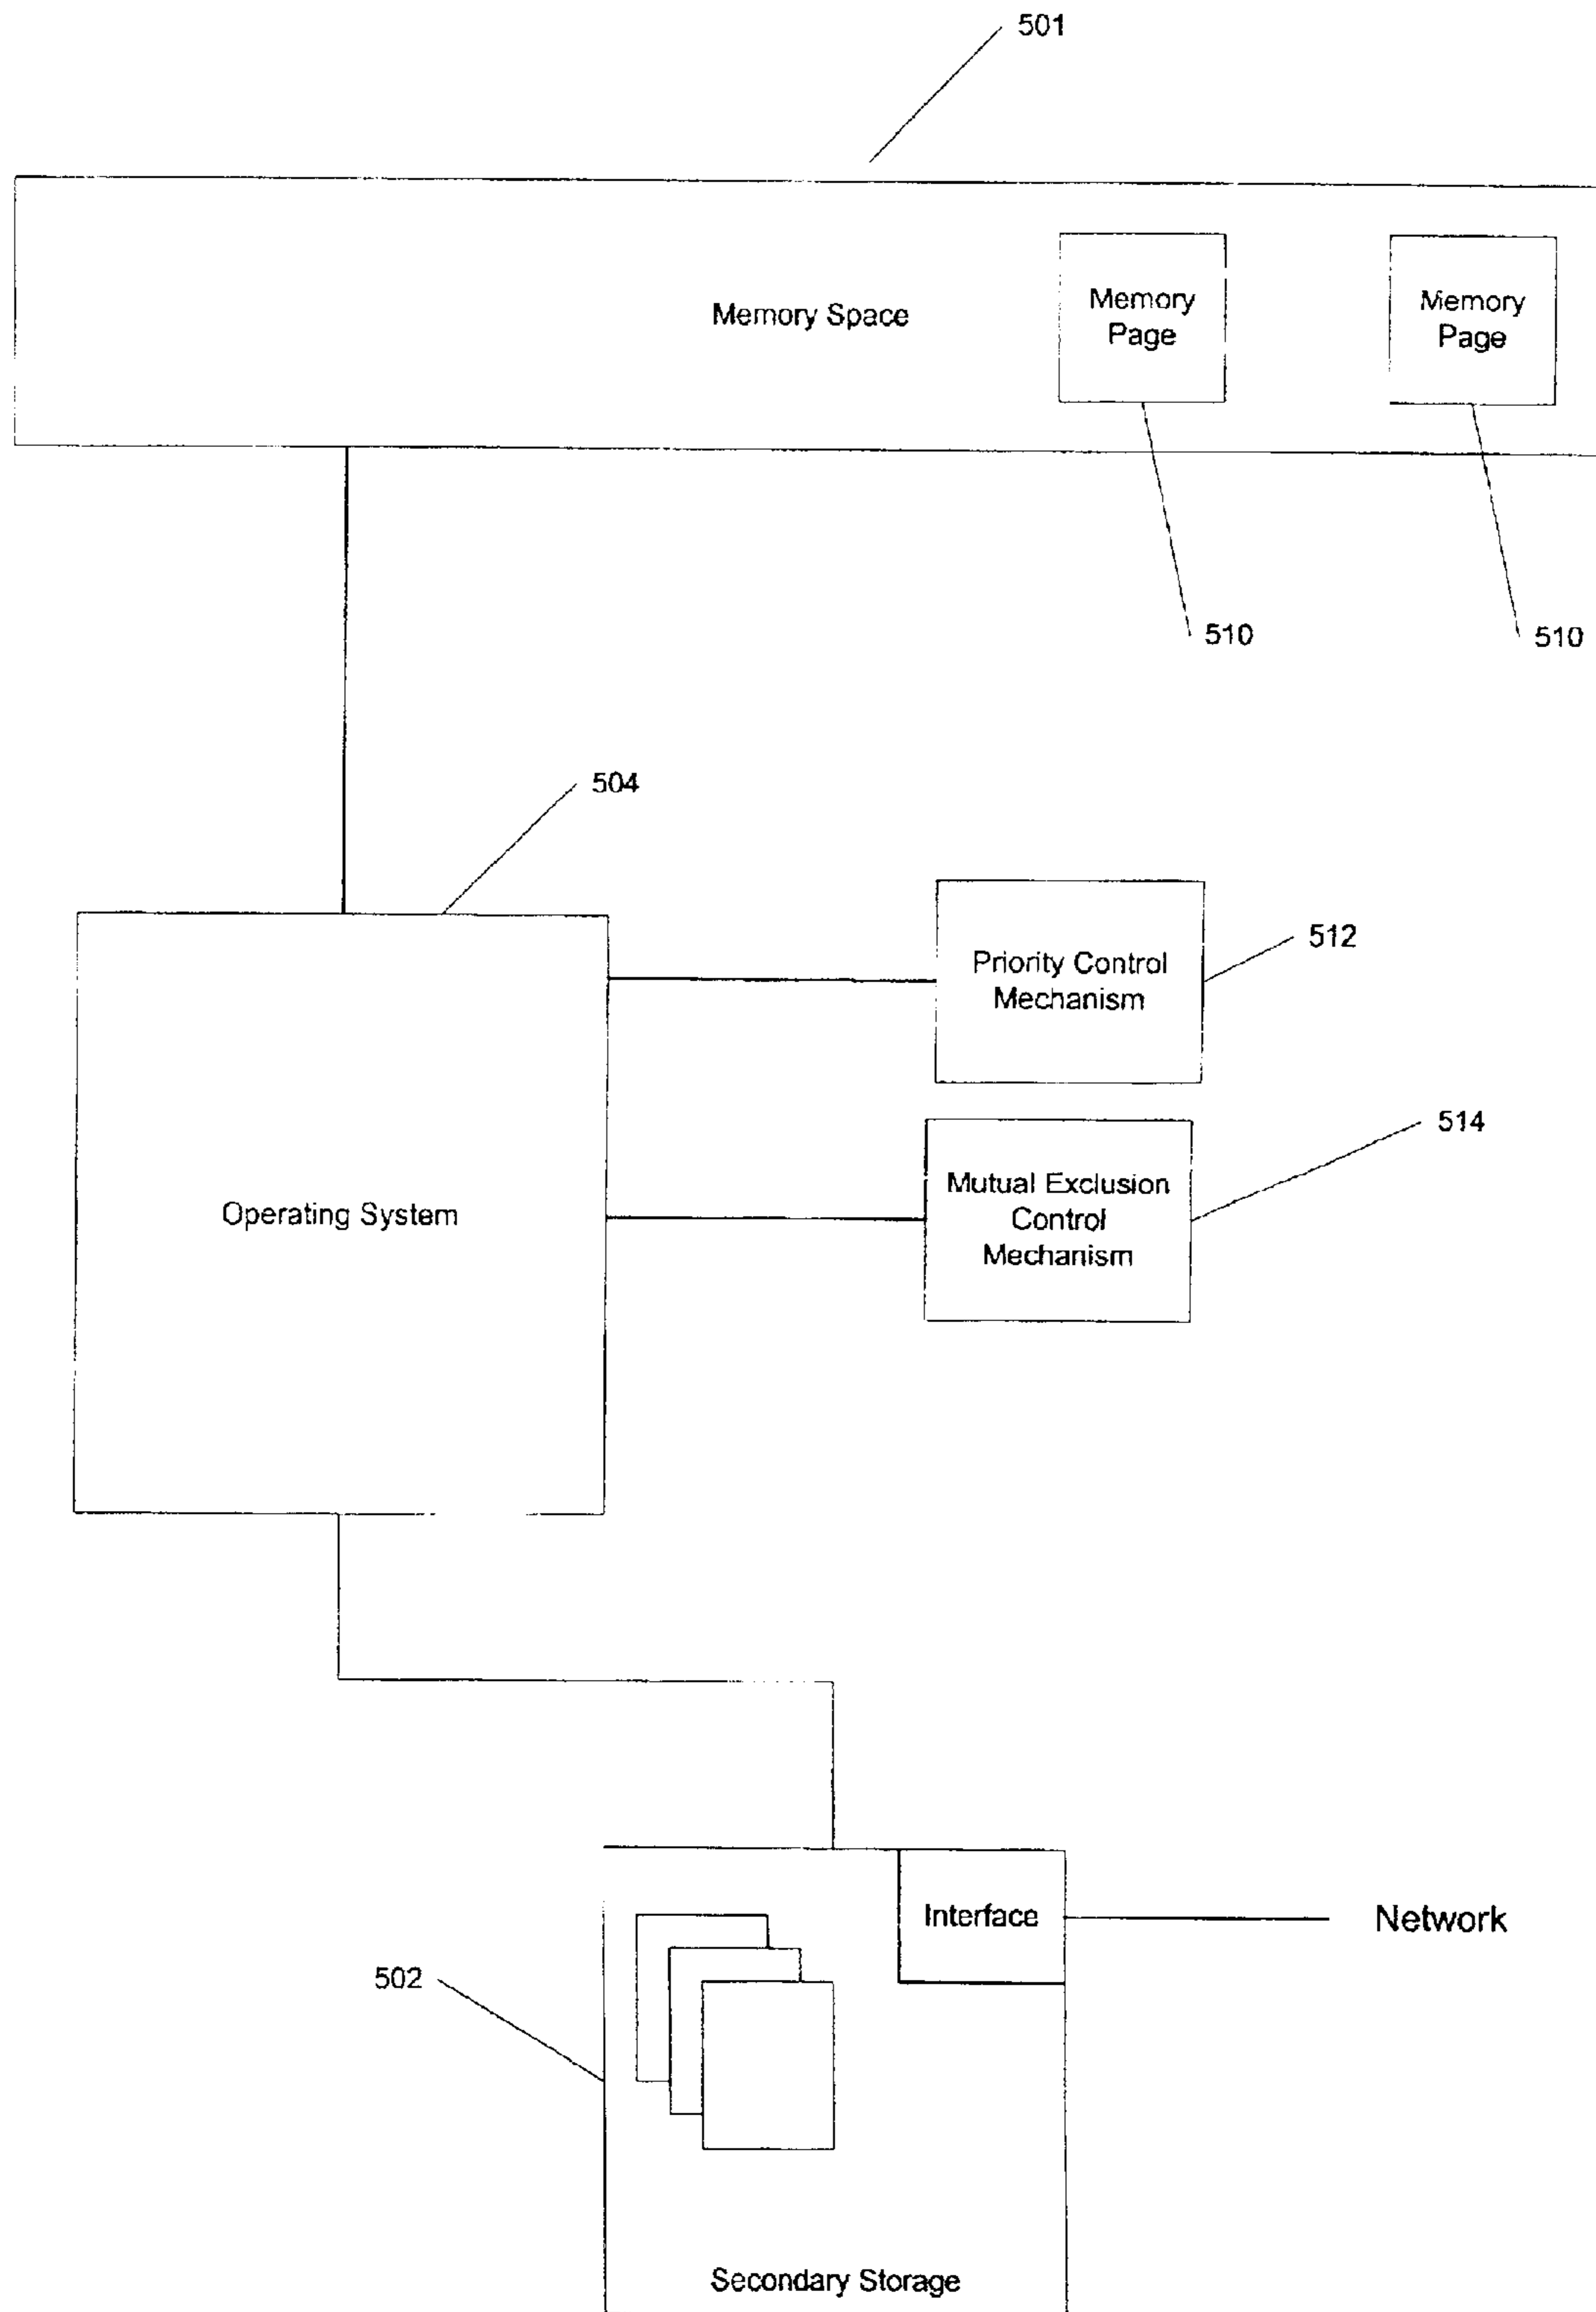 501
Memory Space
Memory
Page
Memory
Page
510
510
504
512
Priority Control
Mechanism
514
Mutual Exclusion
Control
Mechanism
Operating System
Interface
Network
502
Secondary Storage